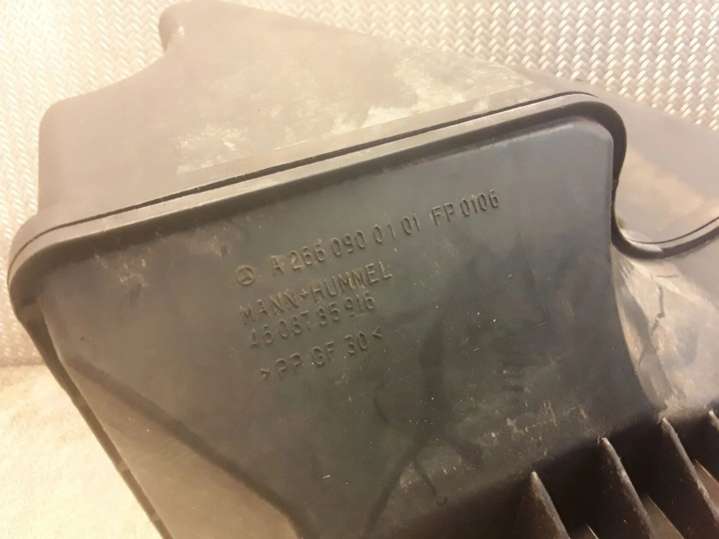 A 266 090 01 01 FP 0106
MANN+HUMMEL
46 087 85 916
>PP GF 30<